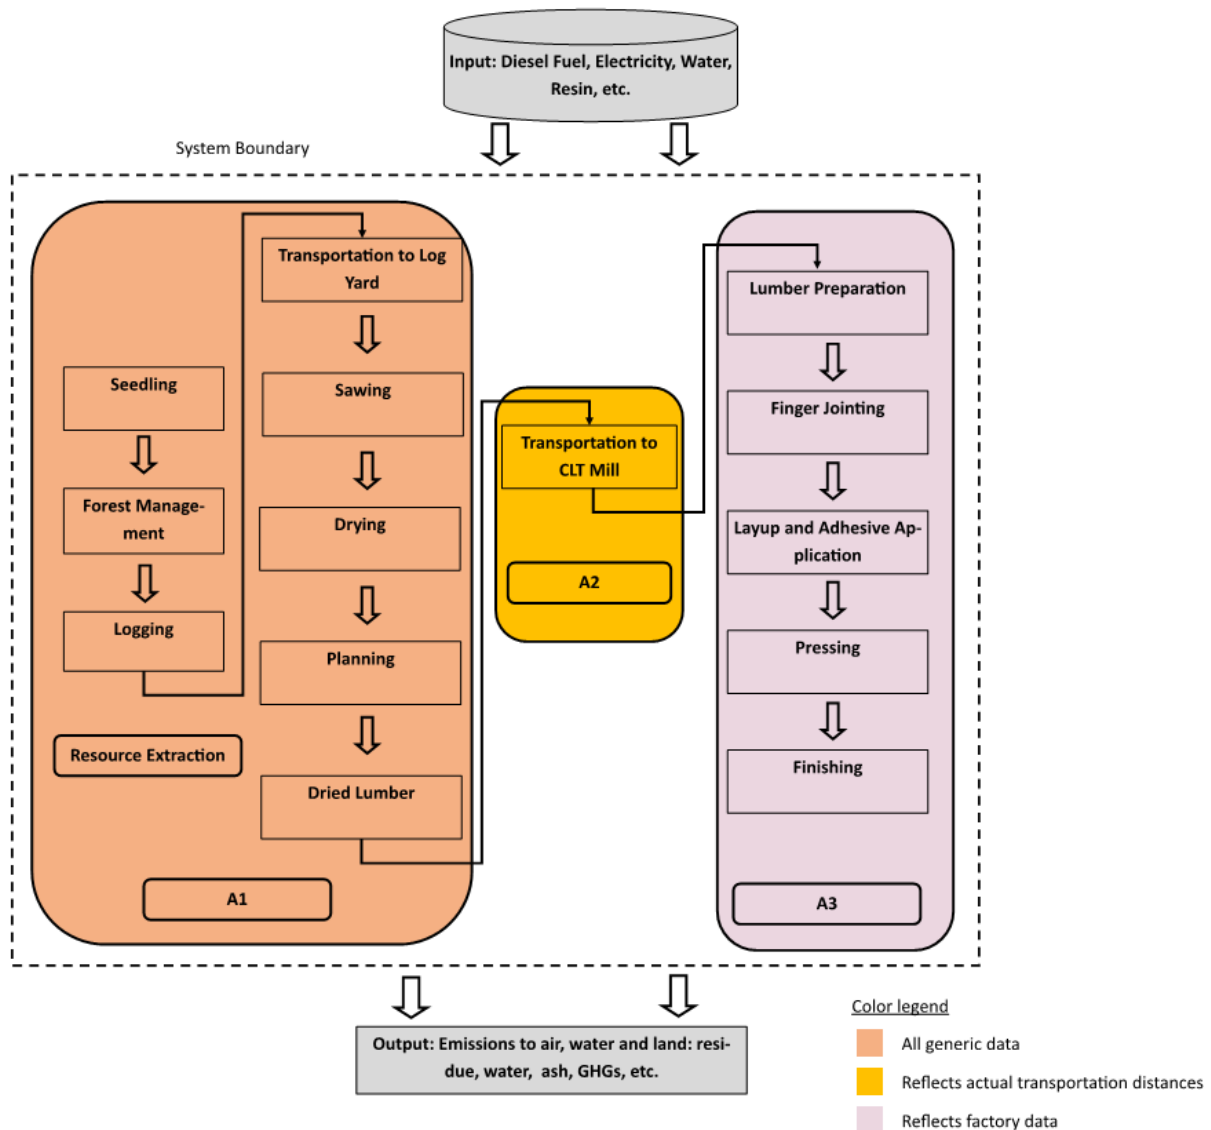 Input: Diesel Fuel, Electricity, Water,
Resin, etc.
System Boundary
Transportation to Log
Yard
Seedling
Sawing
Forest Manage-
ment
Drying
Logging
Planning
Resource Extraction
Dried Lumber
A1
Transportation to
CLT Mill
A2
Lumber Preparation
Finger Jointing
Layup and Adhesive Ap-
plication
Pressing
Finishing
A3
Output: Emissions to air, water and land: resi-
due, water, ash, GHGs, etc.
Color legend
All generic data
Reflects actual transportation distances
Reflects factory data